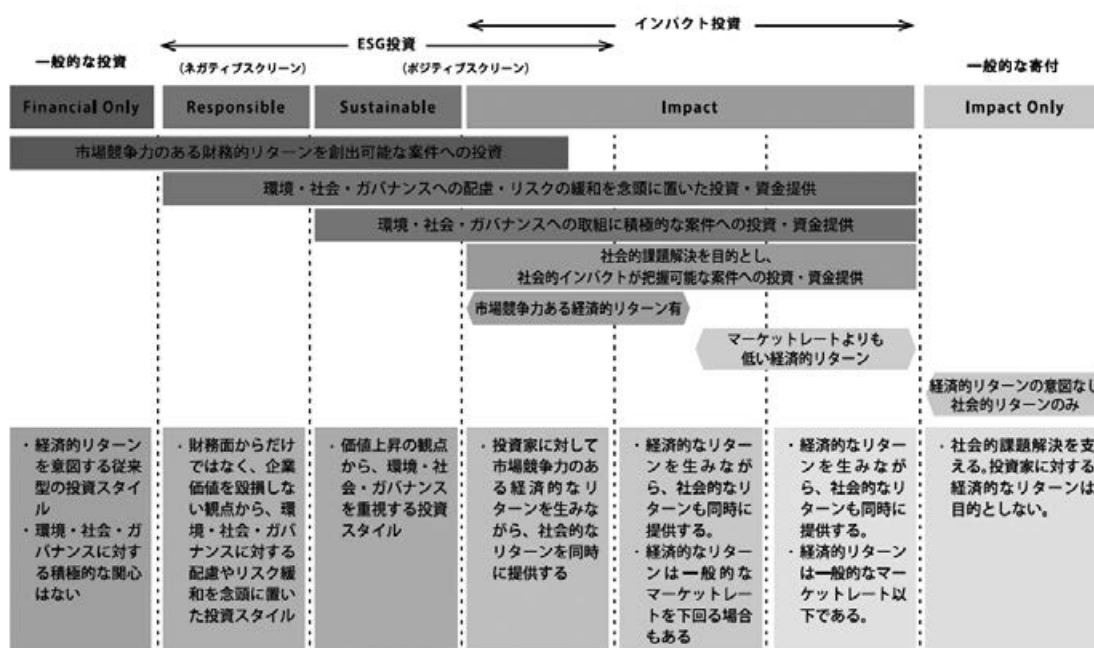 インパクト投資
ESG投資
一般的な投資
(ネガティブスクリーン)
(ポジティブスクリーン)
一般的な寄付
Financial Only
Responsible
Sustainable
Impact
Impact Only
市場競争力のある財務的リターンを創出可能な案件への投資
環境・社会・ガバナンスへの配慮・リスクの緩和を念頭に置いた投資・資金提供
環境・社会・ガバナンスへの取組に積極的な案件への投資・資金提供
社会的課題解決を目的とし、
社会的インパクトが把握可能な案件への投資・資金提供
市場競争力ある経済的リターン有
マーケットレートよりも
低い経済的リターン
経済的リターンの意図なし
社会的リターンのみ
・経済的リターン
を意図する従来
型の投資スタイ
ル
・環境・社会・ガ
バナンスに対す
る積極的な関心
はない
・財務面からだけ
ではなく、企業
価値を毀損しな
い観点から、環
境・社会・ガバ
ナンスに対する
配慮やリスク緩
和を念頭に置い
た投資スタイル
・価値上昇の観点
から、環境・社
会・ガバナンス
を重視する投資
スタイル
・投資家に対して
市場競争力のあ
る経済的なリ
ターンを生みな
がら、社会的な
リターンを同時
に提供する
・経済的なリター
ンを生みなが
ら、社会的なリ
ターンも同時に
提供する。
・経済的なリター
ンは一般的な
マーケットレー
トを下回る場合
もある
・経済的なリター
ンを生みなが
ら、社会的なリ
ターンも同時に
提供する。
・経済的リターン
は一般的なマー
ケットレート以
下である。
・社会的課題解決を支
える。投資家に対する
経済的なリターンは
目的としない。